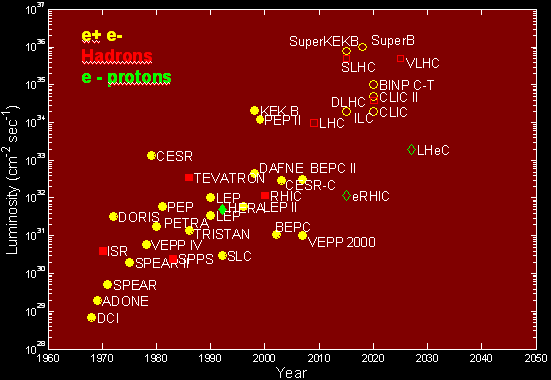 10^37
10^36
10^35
10^34
10^33
10^32
10^31
10^30
10^29
10^28
Luminosity (cm^-2 sec^-1)
e+ e-
Hadrons
e - protons
SuperKEKB
SuperB
SLHC
VLHC
BINP C-T
DLHC
CLIC II
KEK B
ILC
CLIC
PEP II
LHC
LHeC
CESR
DAFNE
BEPC II
TEVATRON
CESR-C
LEP
RHIC
eRHIC
PEP
HERA
LEP II
DORIS
PETRA
LEP
TRISTAN
BEPC
VEPP IV
VEPP 2000
ISR
SPEAR II
SPPS
SLC
SPEAR
ADONE
DCI
1960
1970
1980
1990
2000
2010
2020
2030
2040
2050
Year